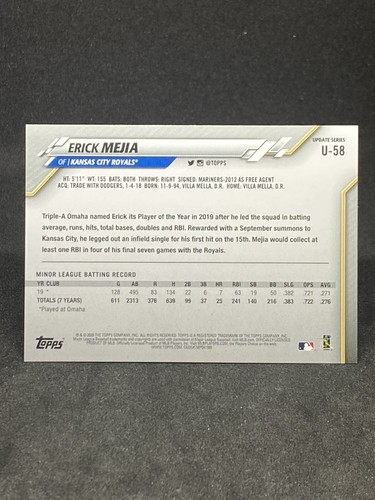 ERICK MEJIA
UPDATE SERIES
U-58
OF | KANSAS CITY ROYALS®
@TOPPS
HT: 5'11" WT: 155 BATS: BOTH THROWS: RIGHT SIGNED: MARINERS-2012 AS FREE AGENT
ACQ: TRADE WITH DODGERS, 1-4-18 BORN: 11-9-94, VILLA MELLA, D.R. HOME: VILLA MELLA, D.R.
Triple-A Omaha named Erick its Player of the Year in 2019 after he led the squad in batting
average, runs, hits, total bases, doubles and RBI. Rewarded with a September summons to
Kansas City, he legged out an infield single for his first hit on the 15th. Mejia would collect at
least one RBI in four of his final seven games with the Royals.
MINOR LEAGUE BATTING RECORD
YR CLUB G AB R H 2B 3B HR RBI SB BB SLG OPS AVG
19 * 128 495 83 134 22 6 7 63 19 50 .382 .721 .271
TOTALS (7 YEARS) 611 2313 376 639 99 37 25 241 140 216 .383 .722 .276
*Played at Omaha
Topps